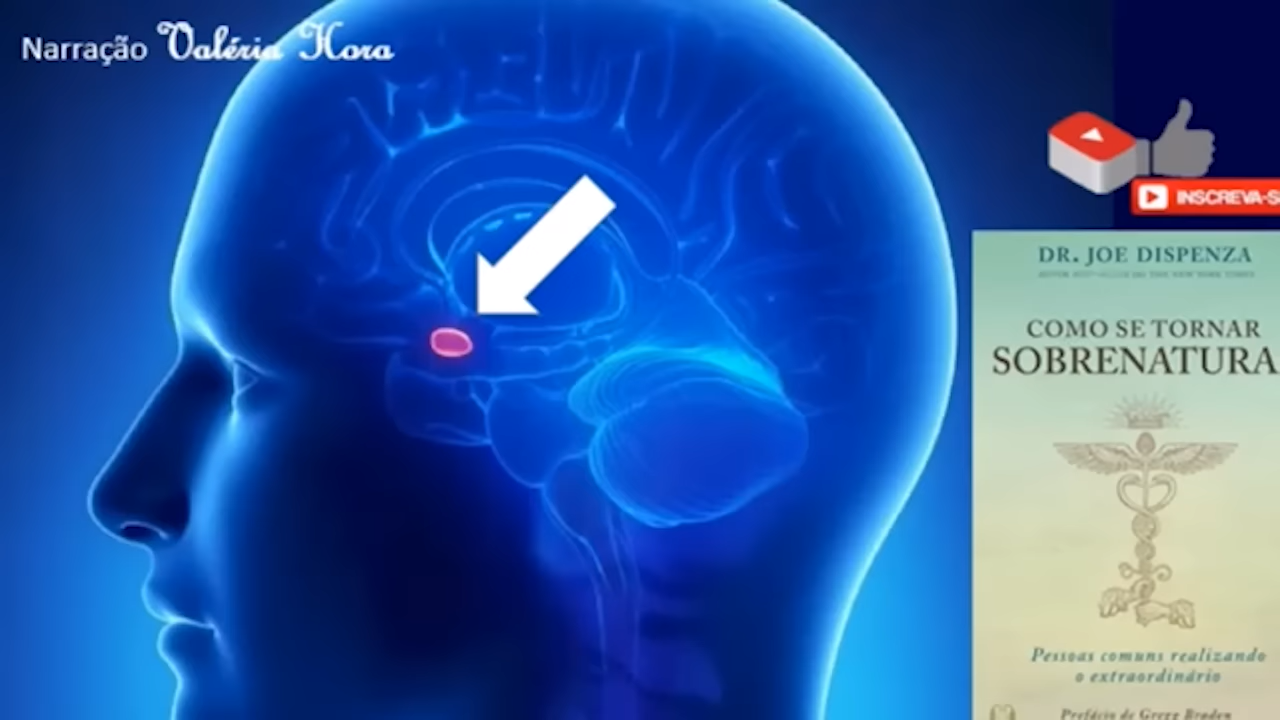 Narração Valéria Hora
INSCREVA-S
DR. JOE DISPENZA
COMO SE TORNAR
SOBRENATURA
Pessoas comuns realizando
o extraordinário
Prefácio de Gregg Braden